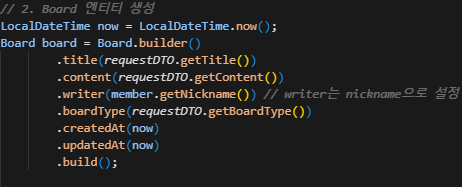 // 2. Board 엔티티 생성
LocalDateTime now = LocalDateTime.now();
Board board = Board.builder()
.title(requestDTO.getTitle())
.content(requestDTO.getContent())
.writer(member.getNickname()) // writer는 nickname으로 설정
.boardType(requestDTO.getBoardType())
.createdAt(now)
.updatedAt(now)
.build();